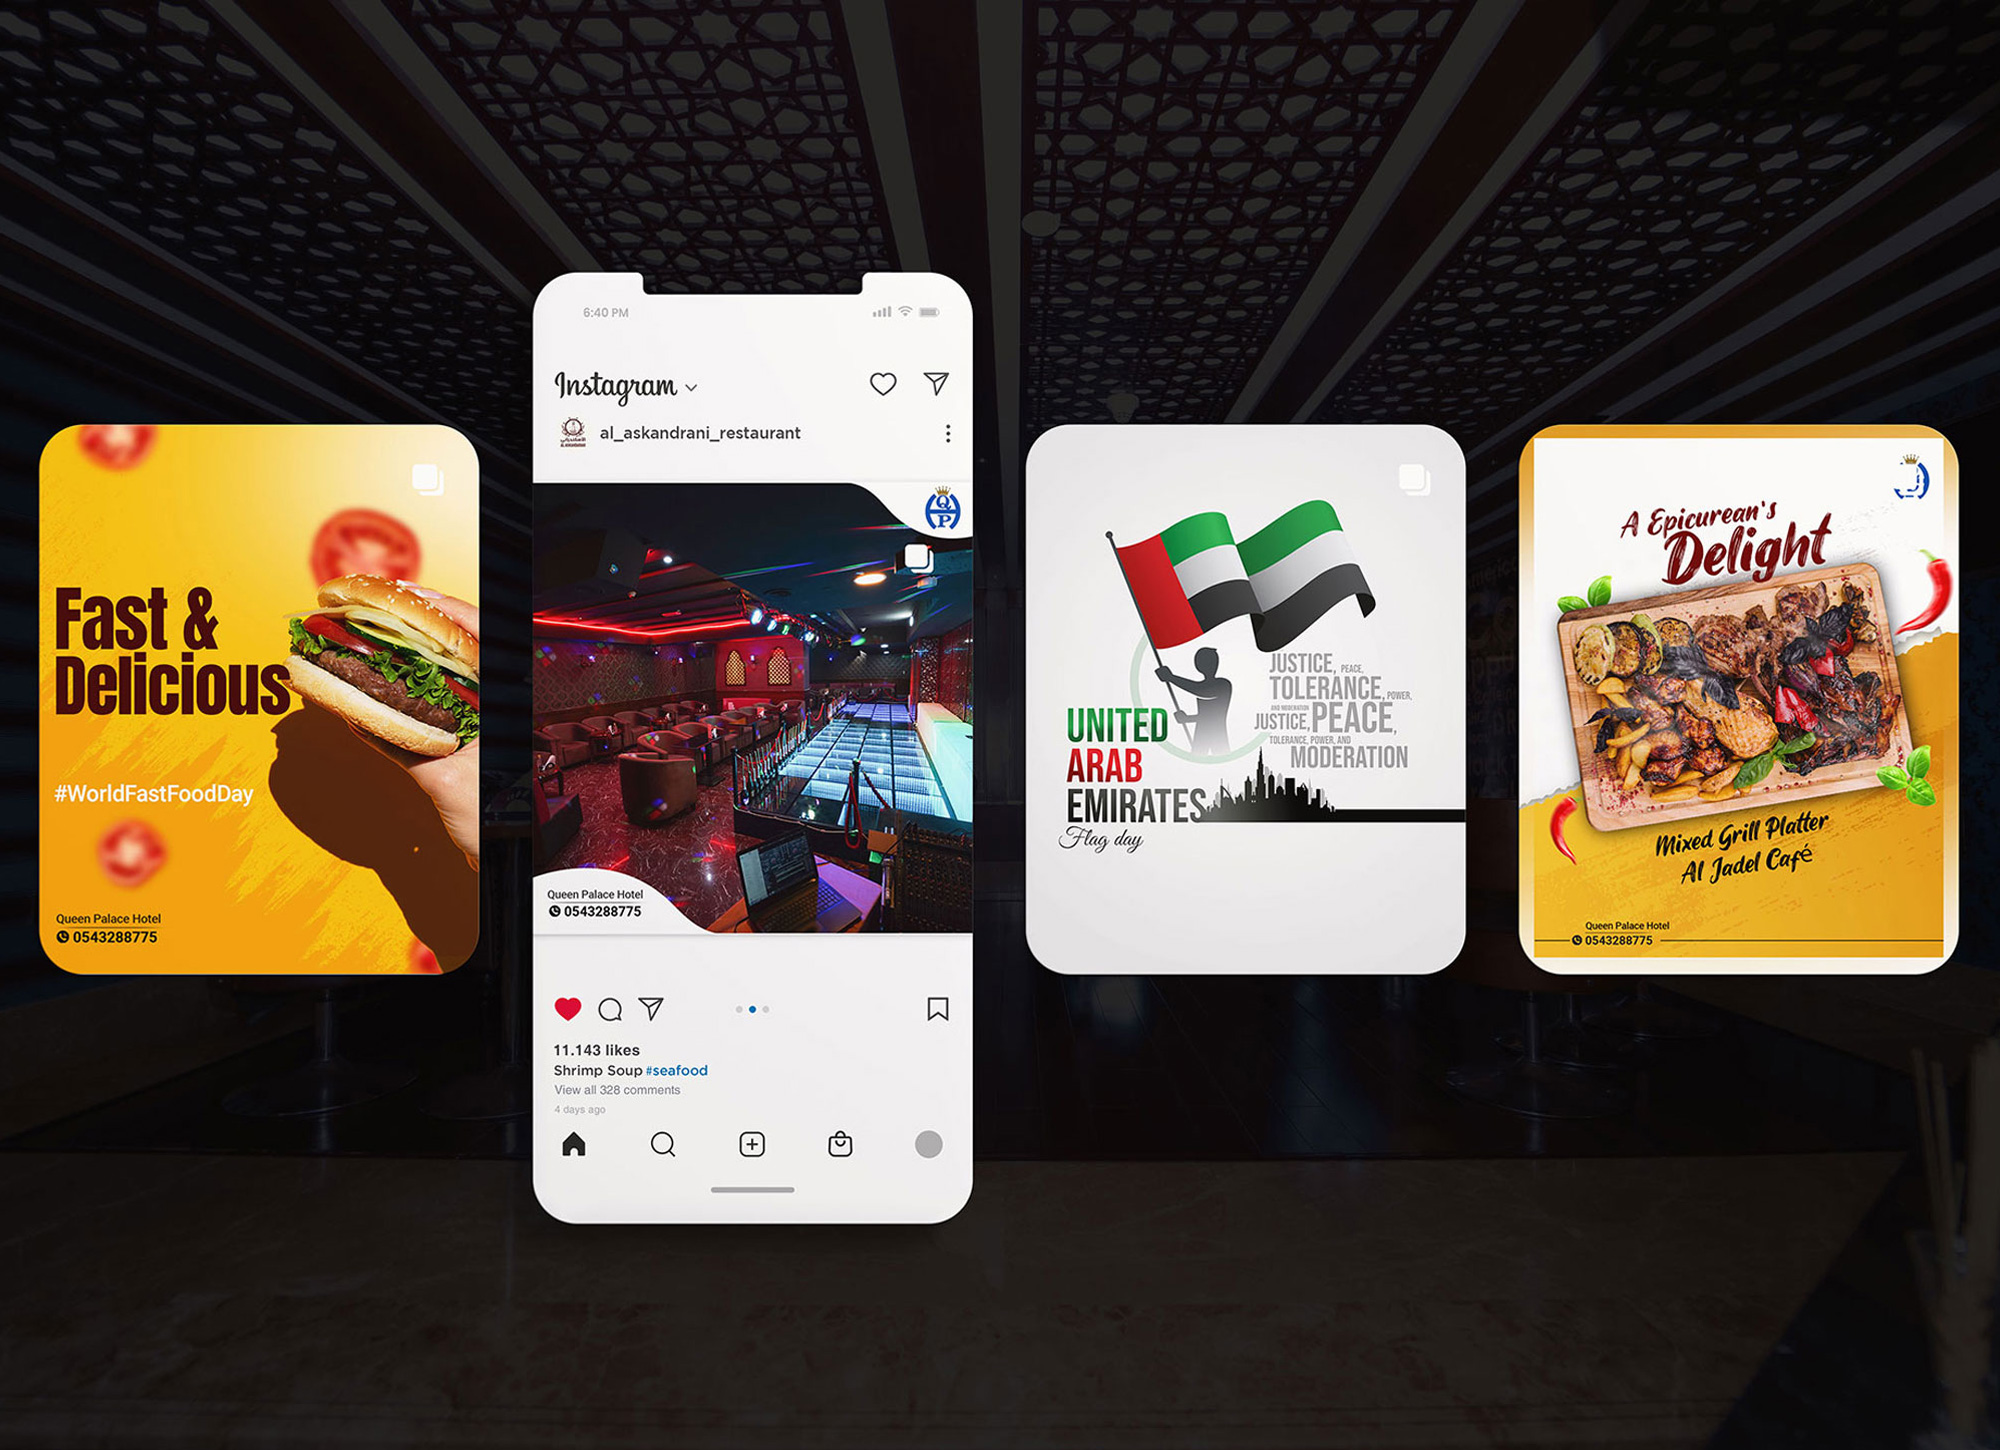 Fast &
Delicious
#WorldFastFoodDay
Queen Palace Hotel
0543288775
6:40 PM
Instagram
al_askandrani_restaurant
QP
Queen Palace Hotel
0543288775
11.143 likes
Shrimp Soup #seafood
View all 328 comments
4 days ago
JUSTICE, PEACE,
TOLERANCE, POWER,
AND MODERATION
JUSTICE, PEACE,
TOLERANCE, POWER, AND
MODERATION
UNITED
ARAB
EMIRATES
Flag day
A Epicurean's
Delight
Mixed Grill Platter
Al Jadel Café
Queen Palace Hotel
0543288775